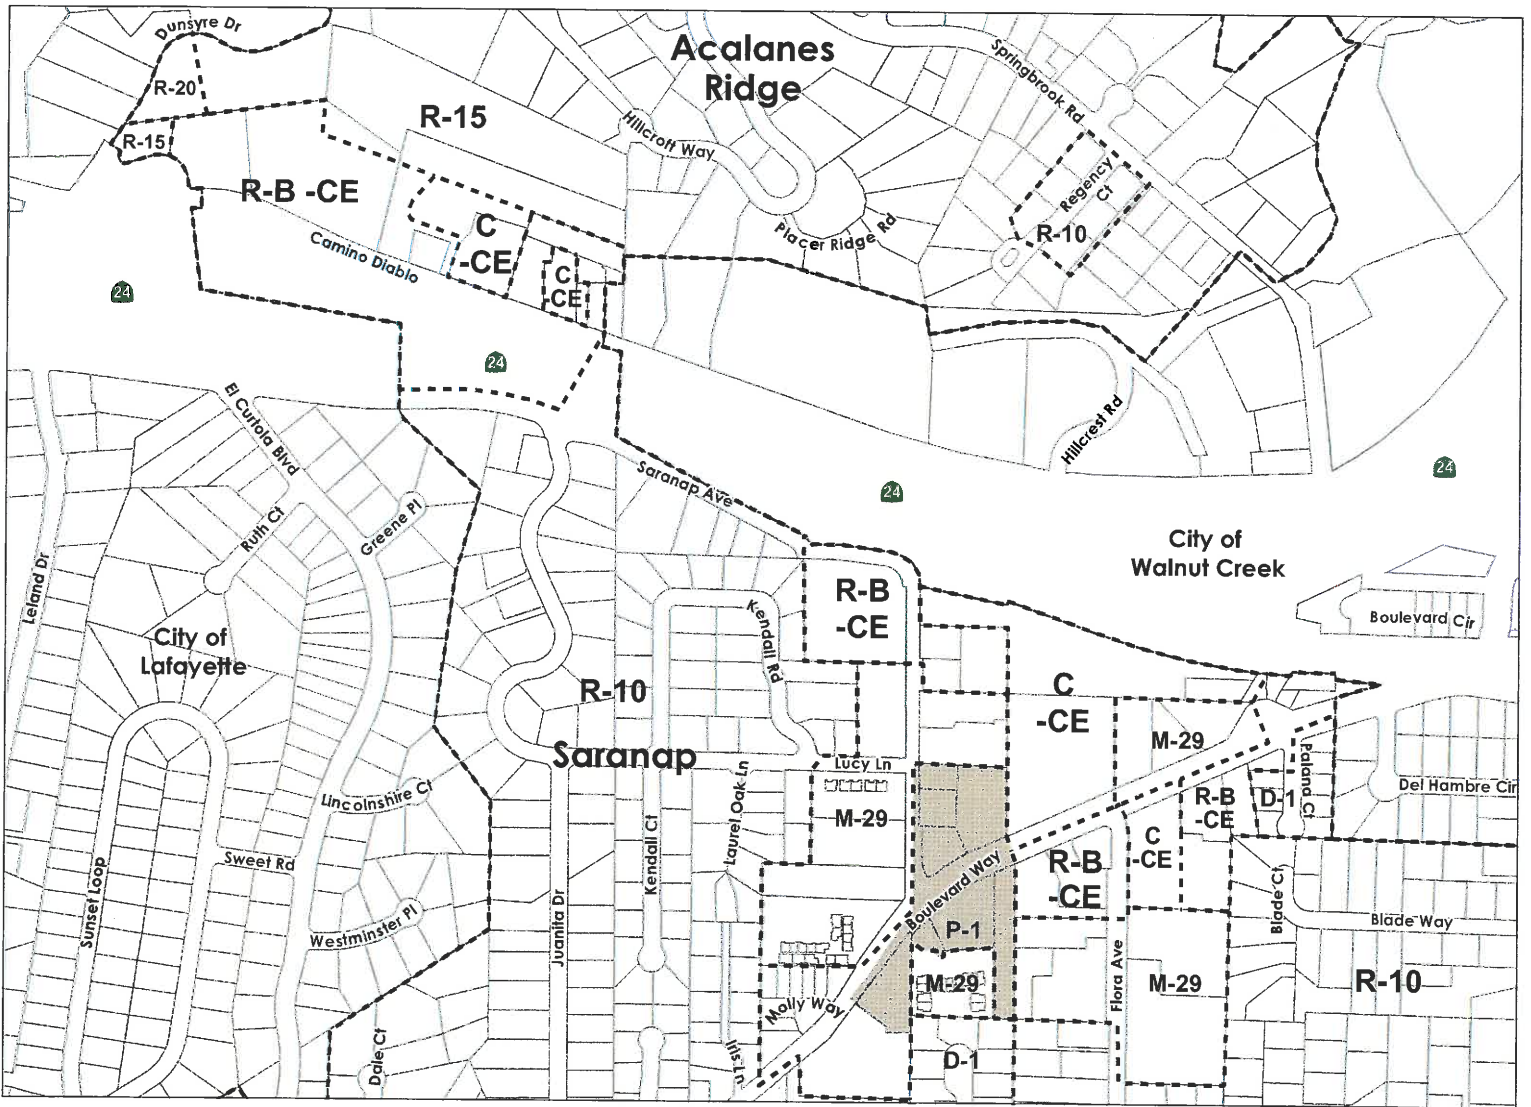 Dunsyre Dr
R-20
R-15
Acalanes
Ridge
R-15
Springbrook Rd
Hillcroft Way
R-B -CE
Regency
Ct
R-10
Placer Ridge Rd
C
-CE
C
-CE
Camino Diablo
24
24
El Curtola Blvd
Hillcrest Rd
24
24
Saranap Ave
Greene Pl
Ruth Ct
Leland Dr
City of
Walnut Creek
R-B
-CE
Boulevard Cir
City of
Lafayette
Kendall Rd
R-10
C
-CE
M-29
Saranap
Lucy Ln
Paland Ct
Del Hambre Cir
Lincolnshire Ct
Laurel Oak Ln
M-29
R-B
-CE
D-1
C
-CE
Sweet Rd
Kendall Ct
Boulevard Way
R-B
-CE
Sunset Loop
Juanita Dr
Westminster Pl
P-1
Blade Ct
Blade Way
Flora Ave
M-29
M-29
R-10
Molly Way
Dale Ct
Iris Ln
D-1